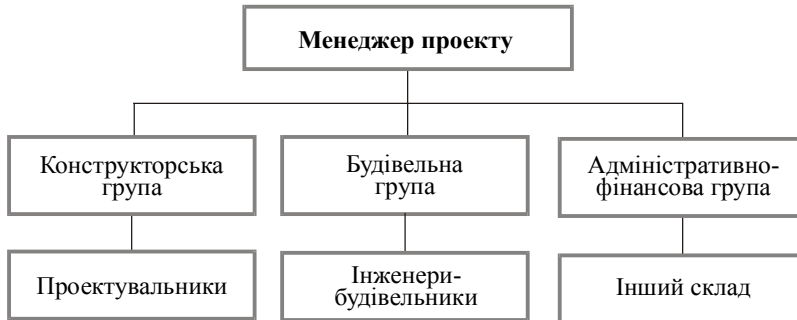 Менеджер проекту
Конструкторська
група
Будівельна
група
Адміністративно-
фінансова група
Проектувальники
Інженери-
будівельники
Інший склад